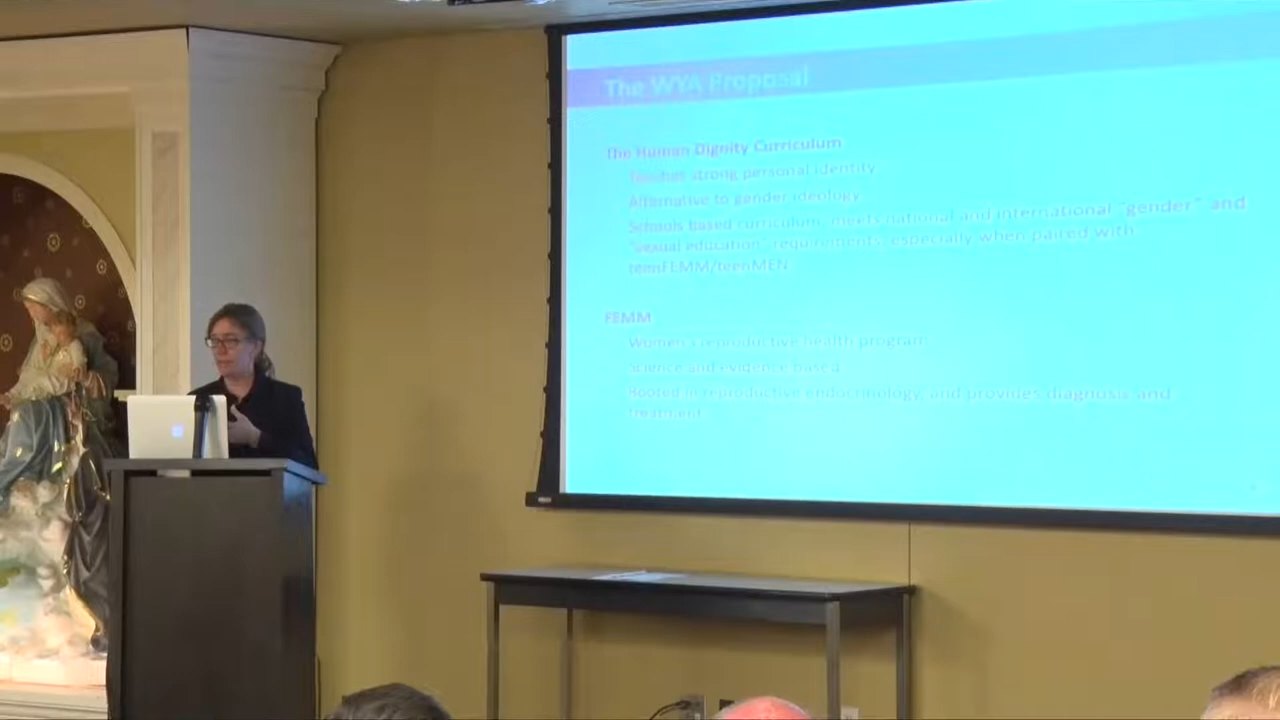 The WYA Proposal
The Human Dignity Curriculum
Teaches strong personal identity
Alternative to gender ideology
Schools based curriculum, meets national and international "gender" and
"sexual education" requirements, especially when paired with
teenFEMM/teenMEN
FEMM
Women's reproductive health program
Science and evidence based
Rooted in reproductive endocrinology, and provides diagnosis and
treatment